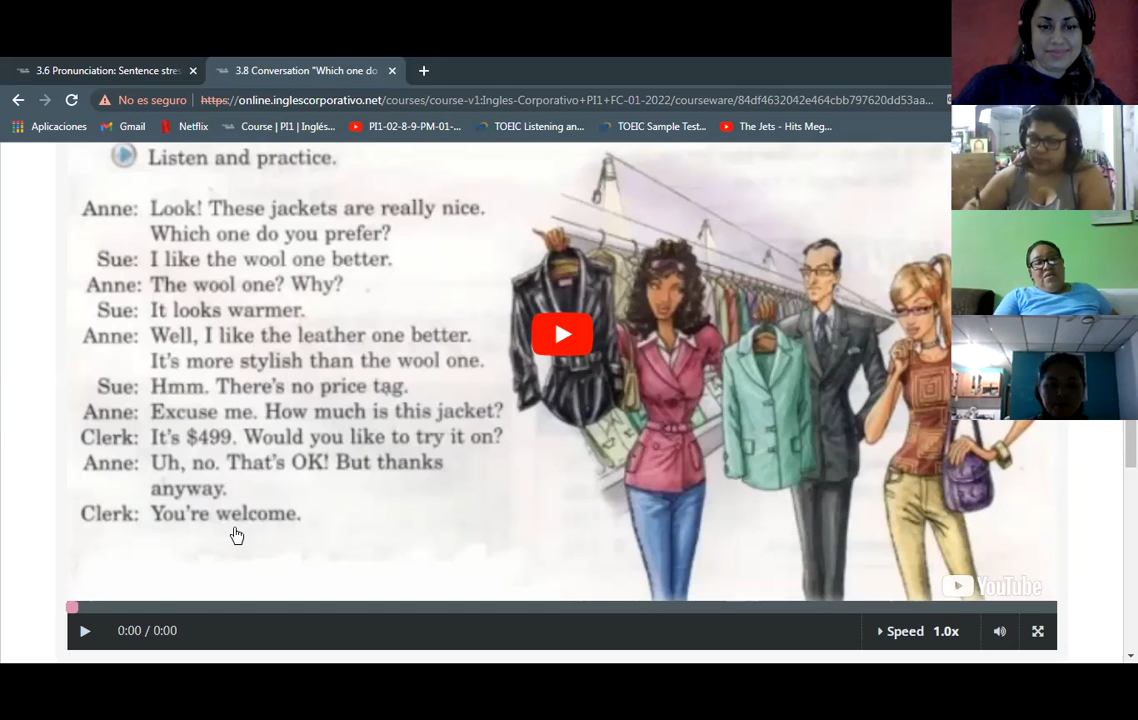 3.6 Pronunciation: Sentence stres
3.8 Conversation "Which one do
No es seguro
https://online.inglescorporativo.net/courses/course-v1:Ingles-Corporativo+PI1+FC-01-2022/courseware/84df4632042e464cbb797620dd53aa...
Aplicaciones
Gmail
Netflix
Course | PI1 | Inglés...
PI1-02-8-9-PM-01-...
TOEIC Listening an...
TOEIC Sample Test...
The Jets - Hits Meg...
Listen and practice.
Anne: Look! These jackets are really nice.
Which one do you prefer?
Sue: I like the wool one better.
Anne: The wool one? Why?
Sue: It looks warmer.
Anne: Well, I like the leather one better.
It's more stylish than the wool one.
Sue: Hmm. There's no price tag.
Anne: Excuse me. How much is this jacket?
Clerk: It's $499. Would you like to try it on?
Anne: Uh, no. That's OK! But thanks
anyway.
Clerk: You're welcome.
YouTube
0:00 / 0:00
Speed 1.0x